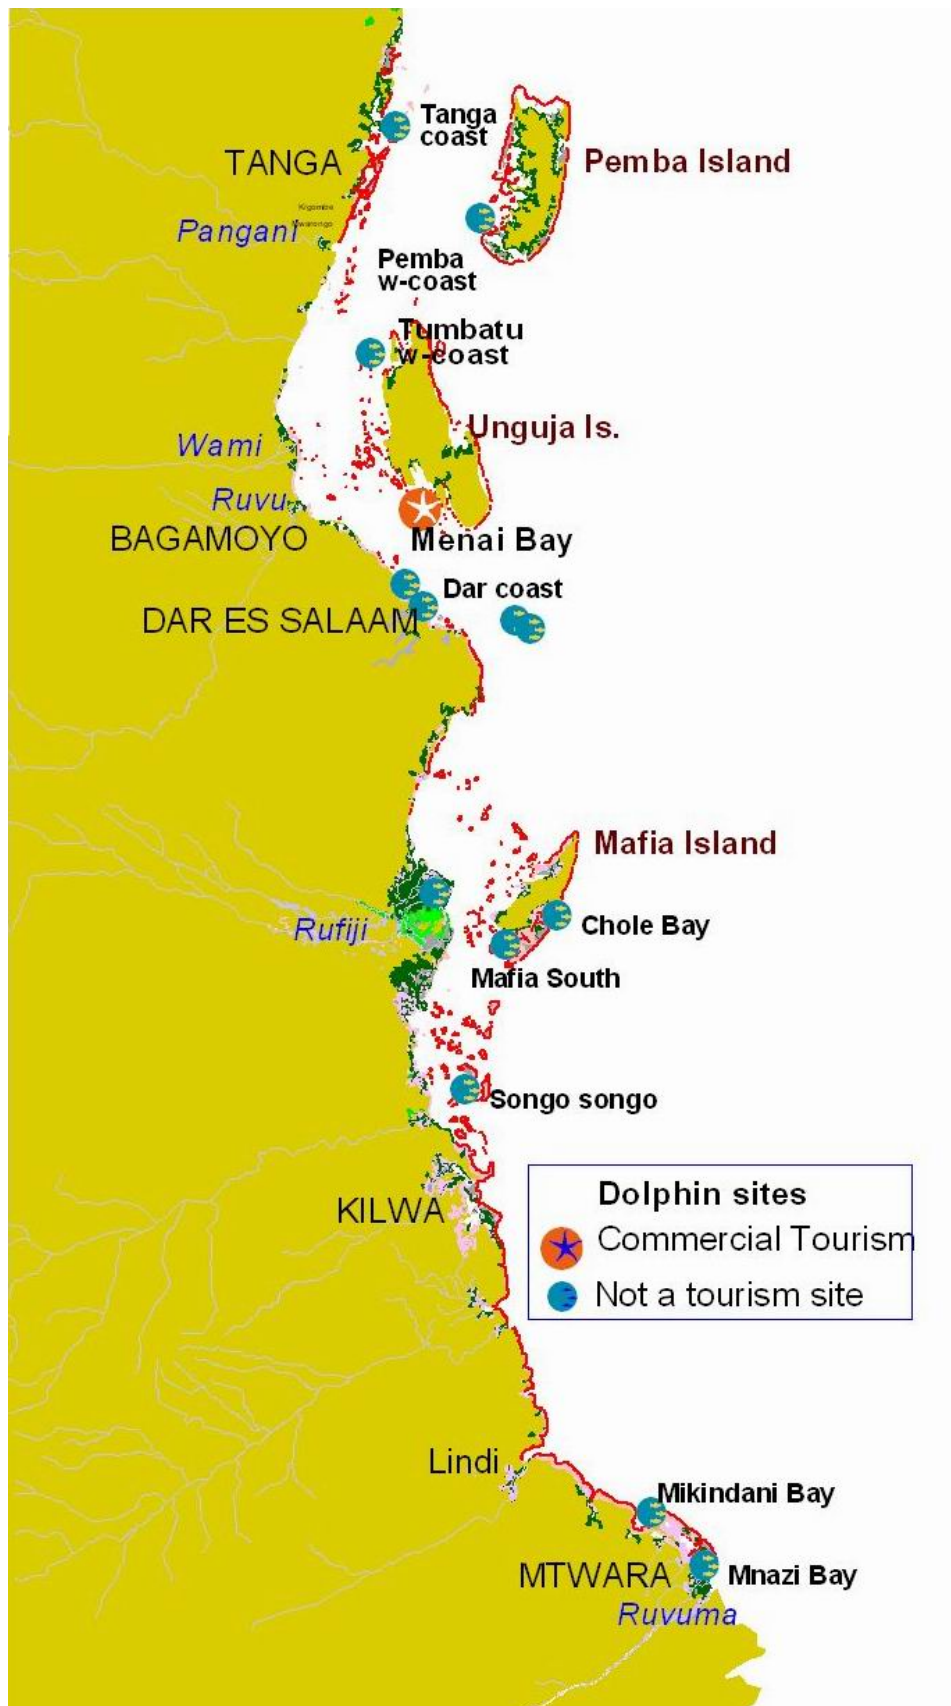 Tanga
coast
TANGA
Pemba Island
Kigombe
Mwarongo
Pangani
Pemba
w-coast
Tumbatu
w-coast
Unguja Is.
Wami
Ruvu
BAGAMOYO
Menai Bay
Dar coast
DAR ES SALAAM
Mafia Island
Rufiji
Chole Bay
Mafia South
Songo songo
KILWA
Dolphin sites
Commercial Tourism
Not a tourism site
Lindi
Mikindani Bay
MTWARA
Mnazi Bay
Ruvuma